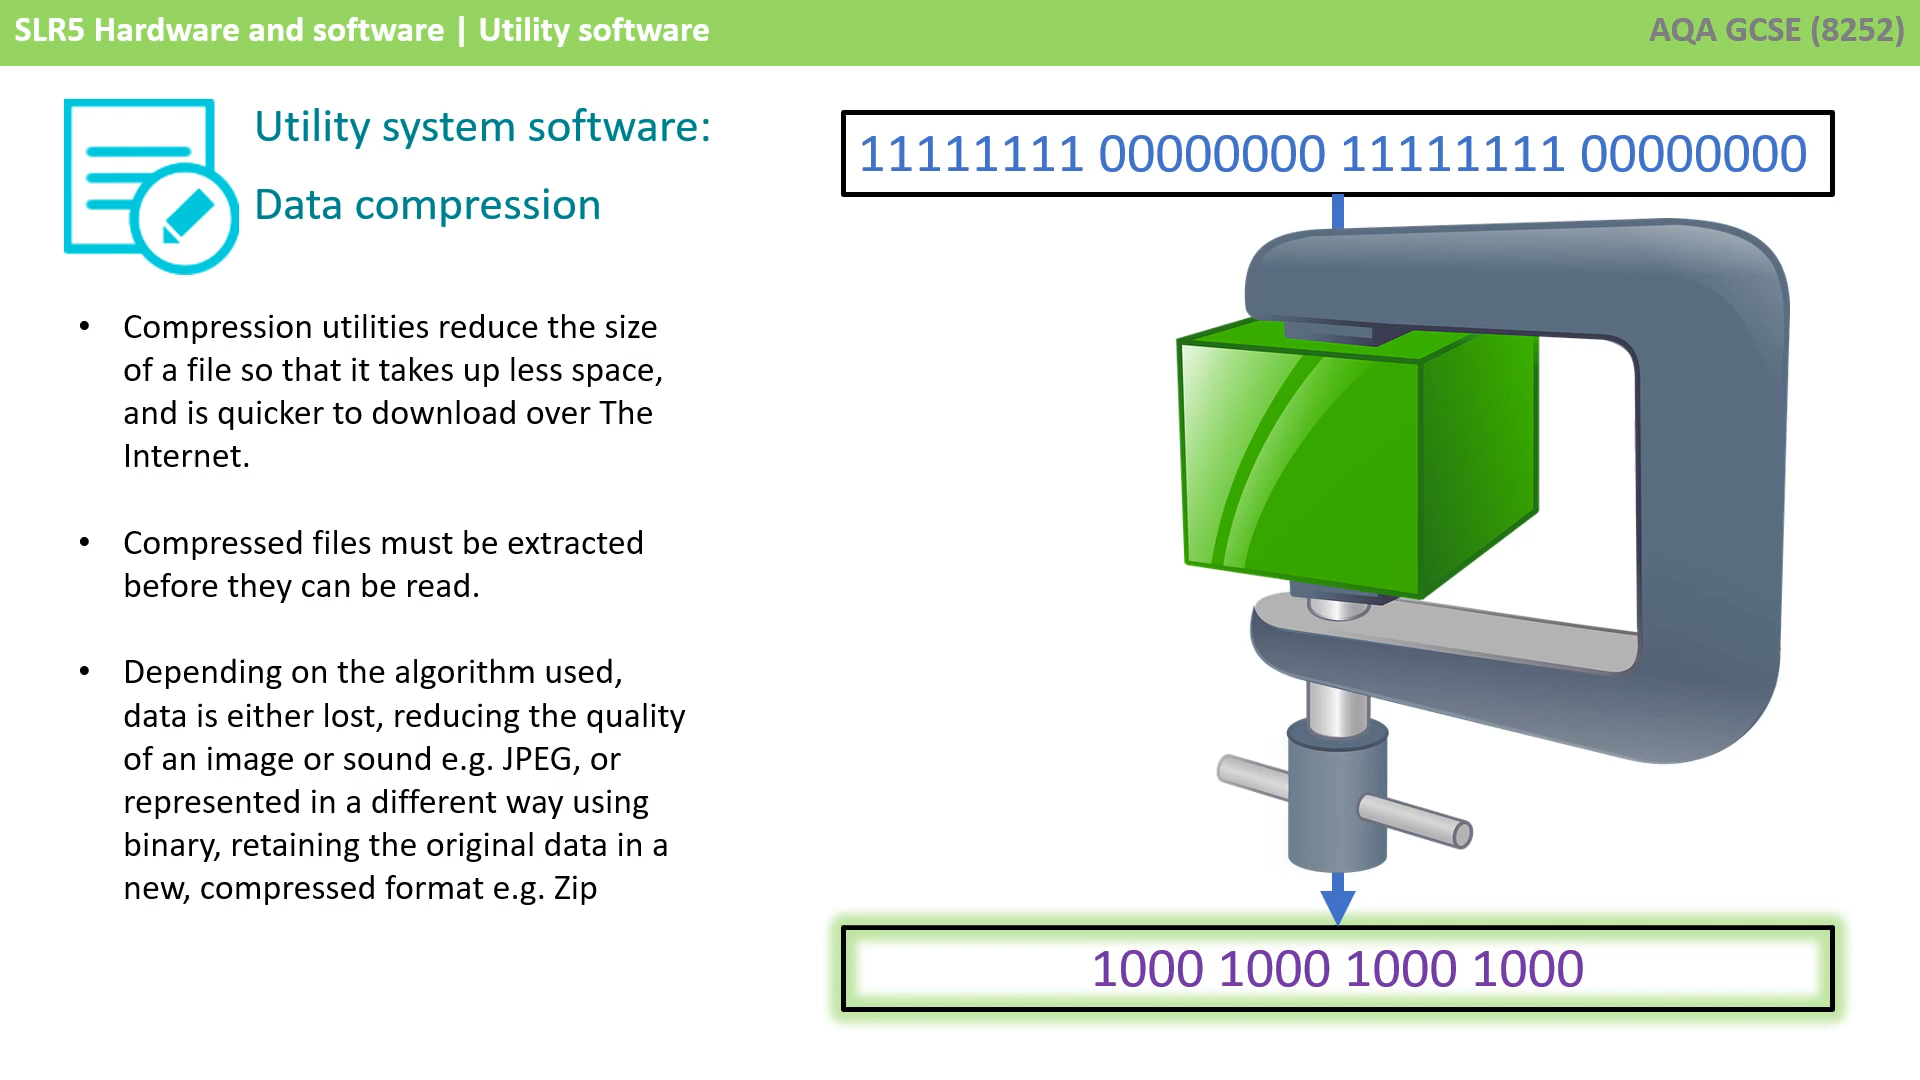 SLR5 Hardware and software | Utility software
AQA GCSE (8252)
Utility system software:
Data compression
• Compression utilities reduce the size
of a file so that it takes up less space,
and is quicker to download over The
Internet.
• Compressed files must be extracted
before they can be read.
• Depending on the algorithm used,
data is either lost, reducing the quality
of an image or sound e.g. JPEG, or
represented in a different way using
binary, retaining the original data in a
new, compressed format e.g. Zip
11111111 00000000 11111111 00000000
1000 1000 1000 1000